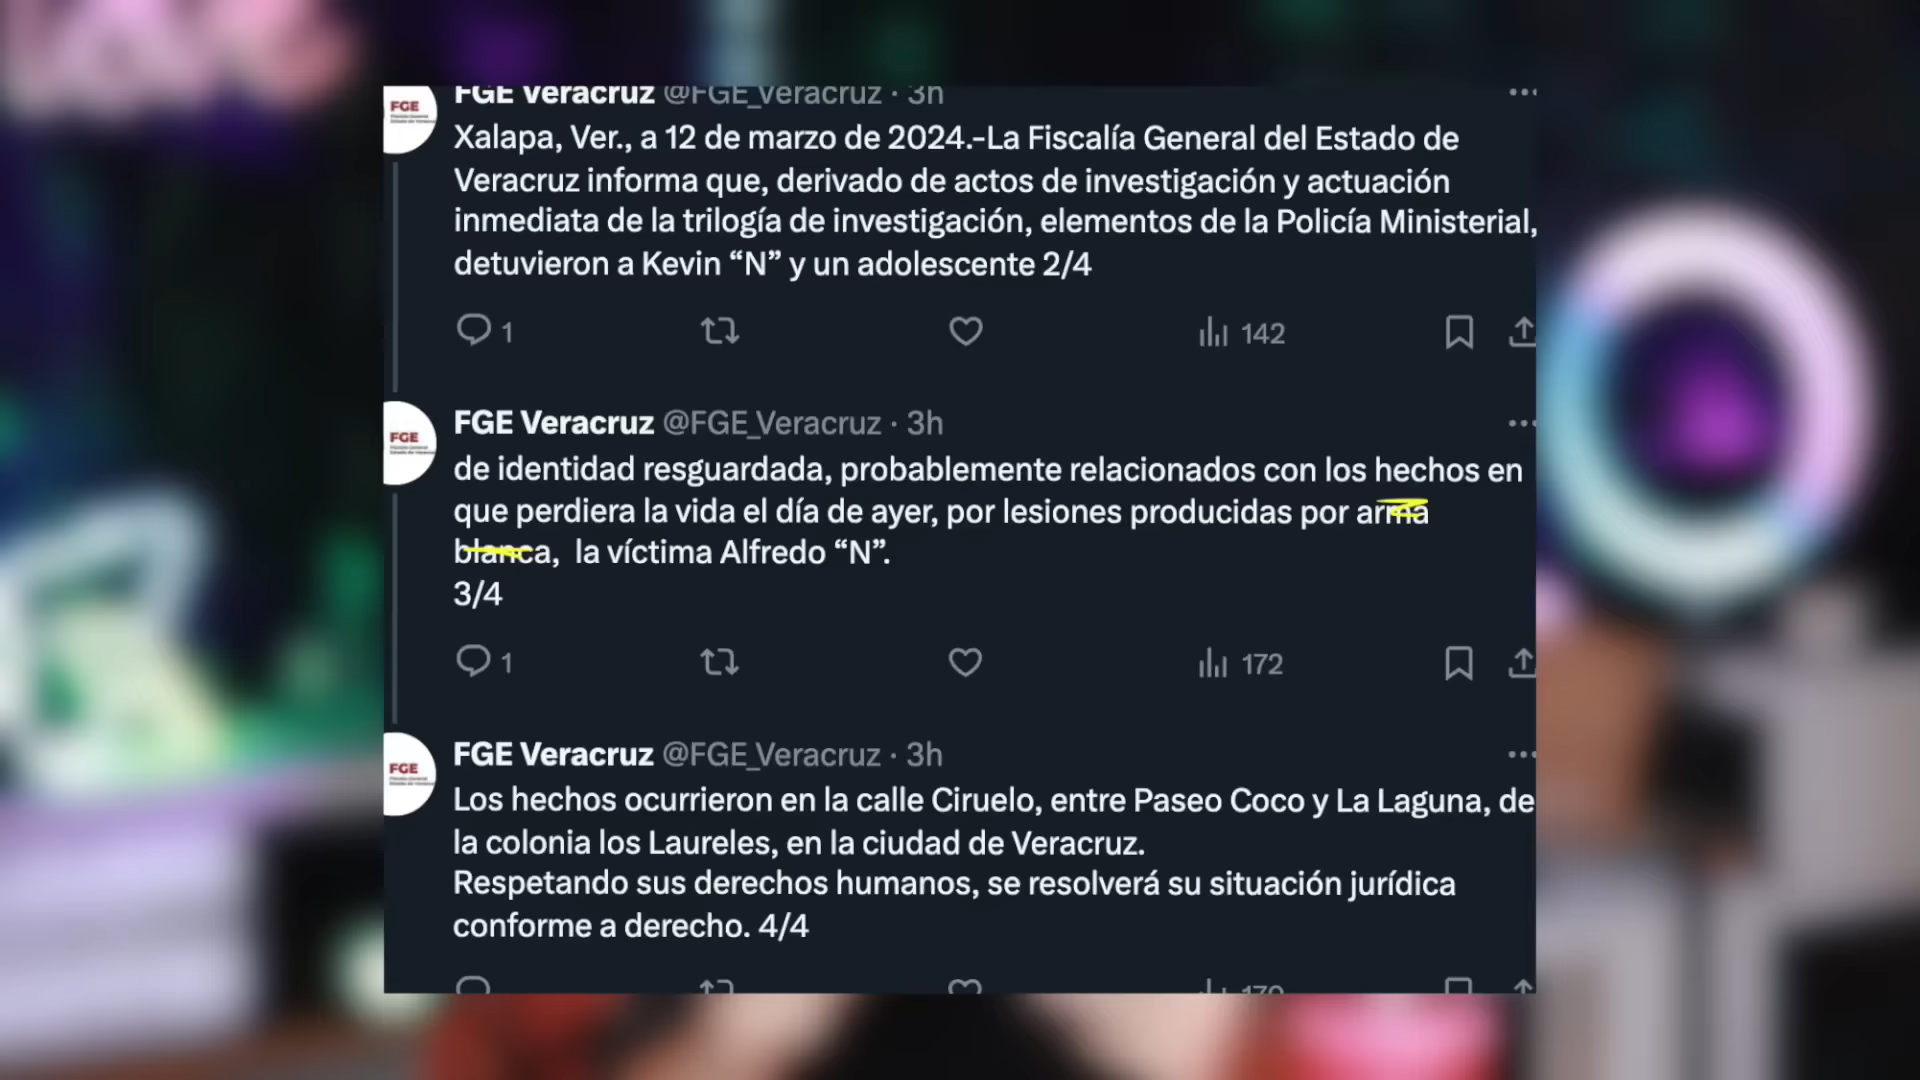 FGE Veracruz @FGE_Veracruz · 3h
FGE
Xalapa, Ver., a 12 de marzo de 2024.-La Fiscalía General del Estado de
Veracruz informa que, derivado de actos de investigación y actuación
inmediata de la trilogía de investigación, elementos de la Policía Ministerial,
detuvieron a Kevin “N” y un adolescente 2/4
1 142
FGE Veracruz @FGE_Veracruz · 3h
FGE
de identidad resguardada, probablemente relacionados con los hechos en
que perdiera la vida el día de ayer, por lesiones producidas por arma
blanca, la víctima Alfredo “N”.
3/4
1 172
FGE Veracruz @FGE_Veracruz · 3h
FGE
Los hechos ocurrieron en la calle Ciruelo, entre Paseo Coco y La Laguna, de
la colonia los Laureles, en la ciudad de Veracruz.
Respetando sus derechos humanos, se resolverá su situación jurídica
conforme a derecho. 4/4